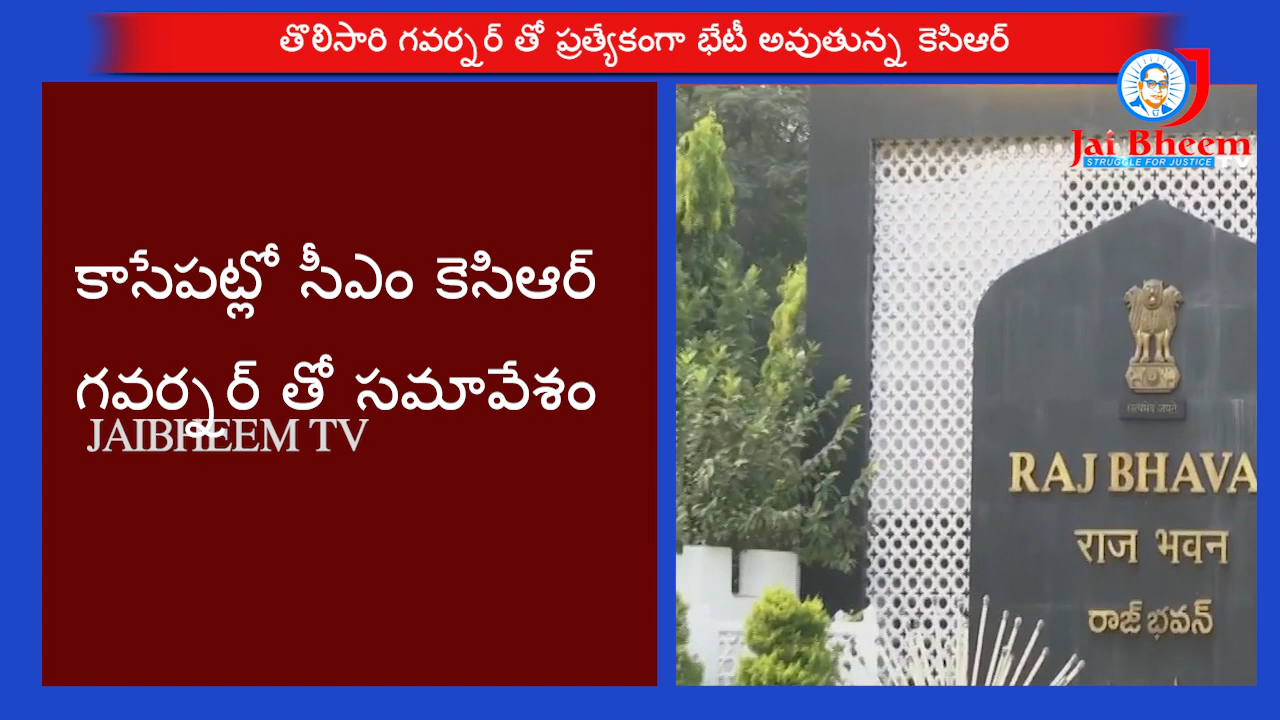 తొలిసారి గవర్నర్ తో ప్రత్యేకంగా భేటీ అవుతున్న కెసిఆర్
J
Jai Bheem
STRUGGLE FOR JUSTICE TV
కాసేపట్లో సీఎం కెసిఆర్
గవర్నర్ తో సమావేశం
JAIBHEEM TV
सत्यमेव जयते
RAJ BHAVA
राज भवन
రాజ్ భవన్